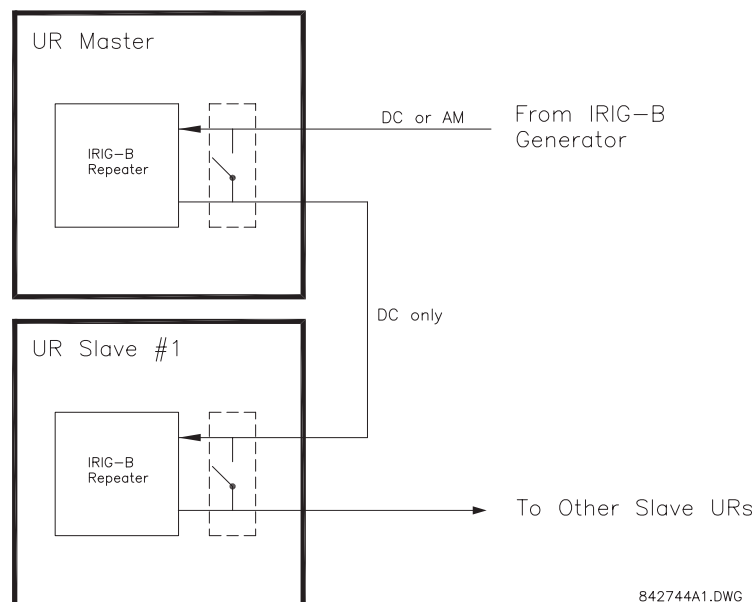 UR Master
IRIG-B
Repeater
DC or AM
From IRIG-B
Generator
DC only
UR Slave #1
IRIG-B
Repeater
To Other Slave URs
842744A1.DWG